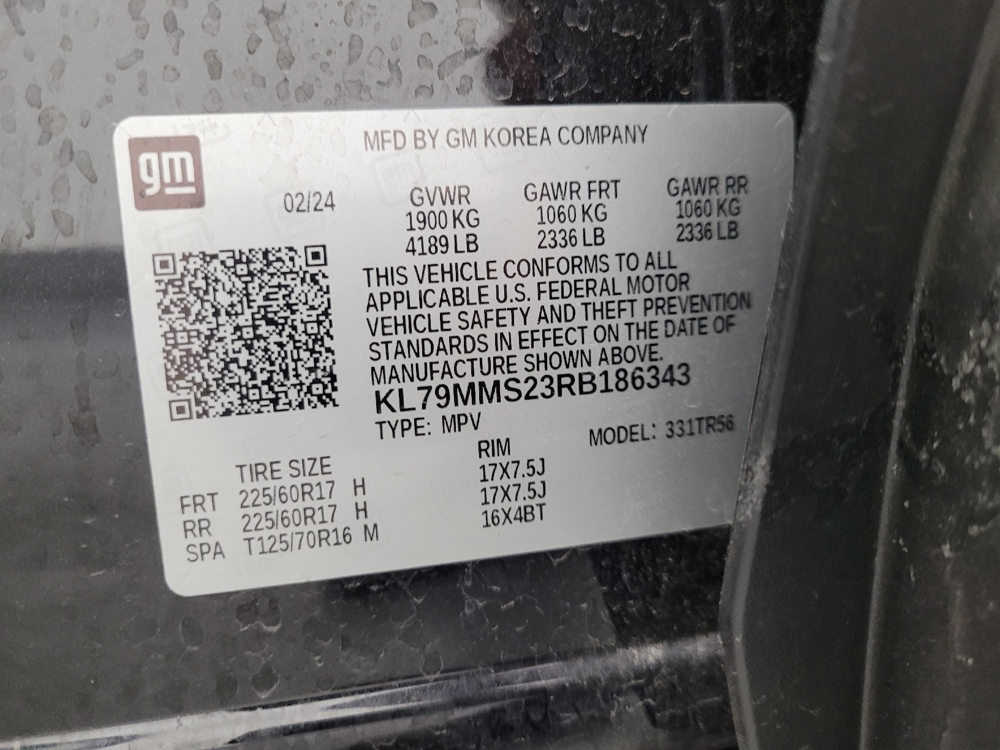 gm
MFD BY GM KOREA COMPANY
02/24
GVWR GAWR FRT GAWR RR
1900 KG 1060 KG 1060 KG
4189 LB 2336 LB 2336 LB
THIS VEHICLE CONFORMS TO ALL
APPLICABLE U.S. FEDERAL MOTOR
VEHICLE SAFETY AND THEFT PREVENTION
STANDARDS IN EFFECT ON THE DATE OF
MANUFACTURE SHOWN ABOVE.
KL79MMS23RB186343
TYPE: MPV MODEL: 331TR56
TIRE SIZE RIM
FRT 225/60R17 H 17X7.5J
RR 225/60R17 H 17X7.5J
SPA T125/70R16 M 16X4BT